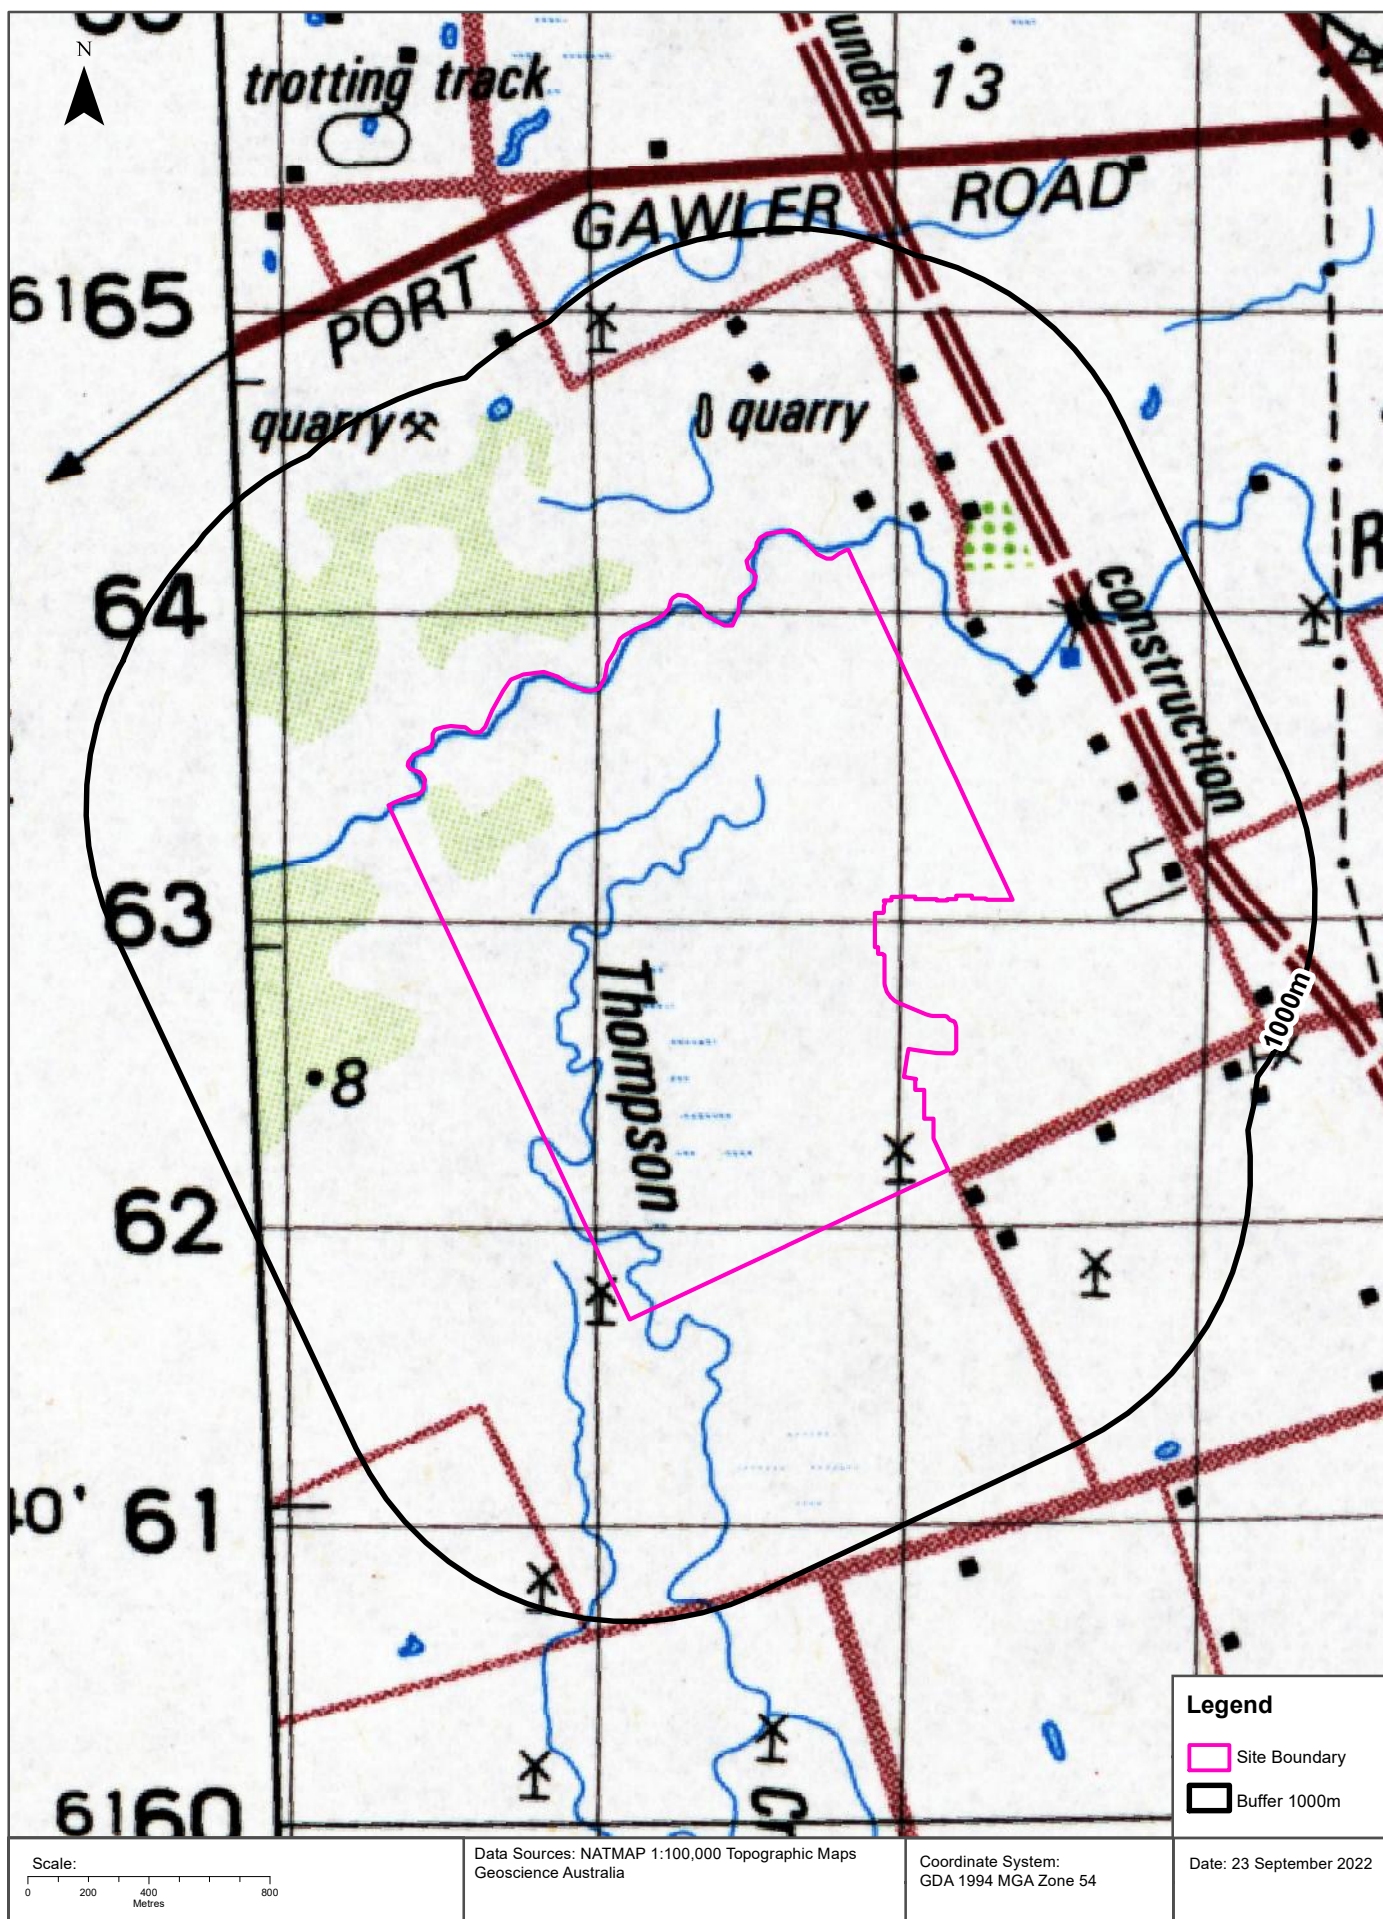 N
trotting track
under
13
GAWLER ROAD
6165
PORT
quarry
quarry
64
construction
R
63
Thompson
1000m
8
62
40'
61
6160
Cr
Legend
Site Boundary
Buffer 1000m
Scale:
0 200 400 800
Metres
Data Sources: NATMAP 1:100,000 Topographic Maps
Geoscience Australia
Coordinate System:
GDA 1994 MGA Zone 54
Date: 23 September 2022